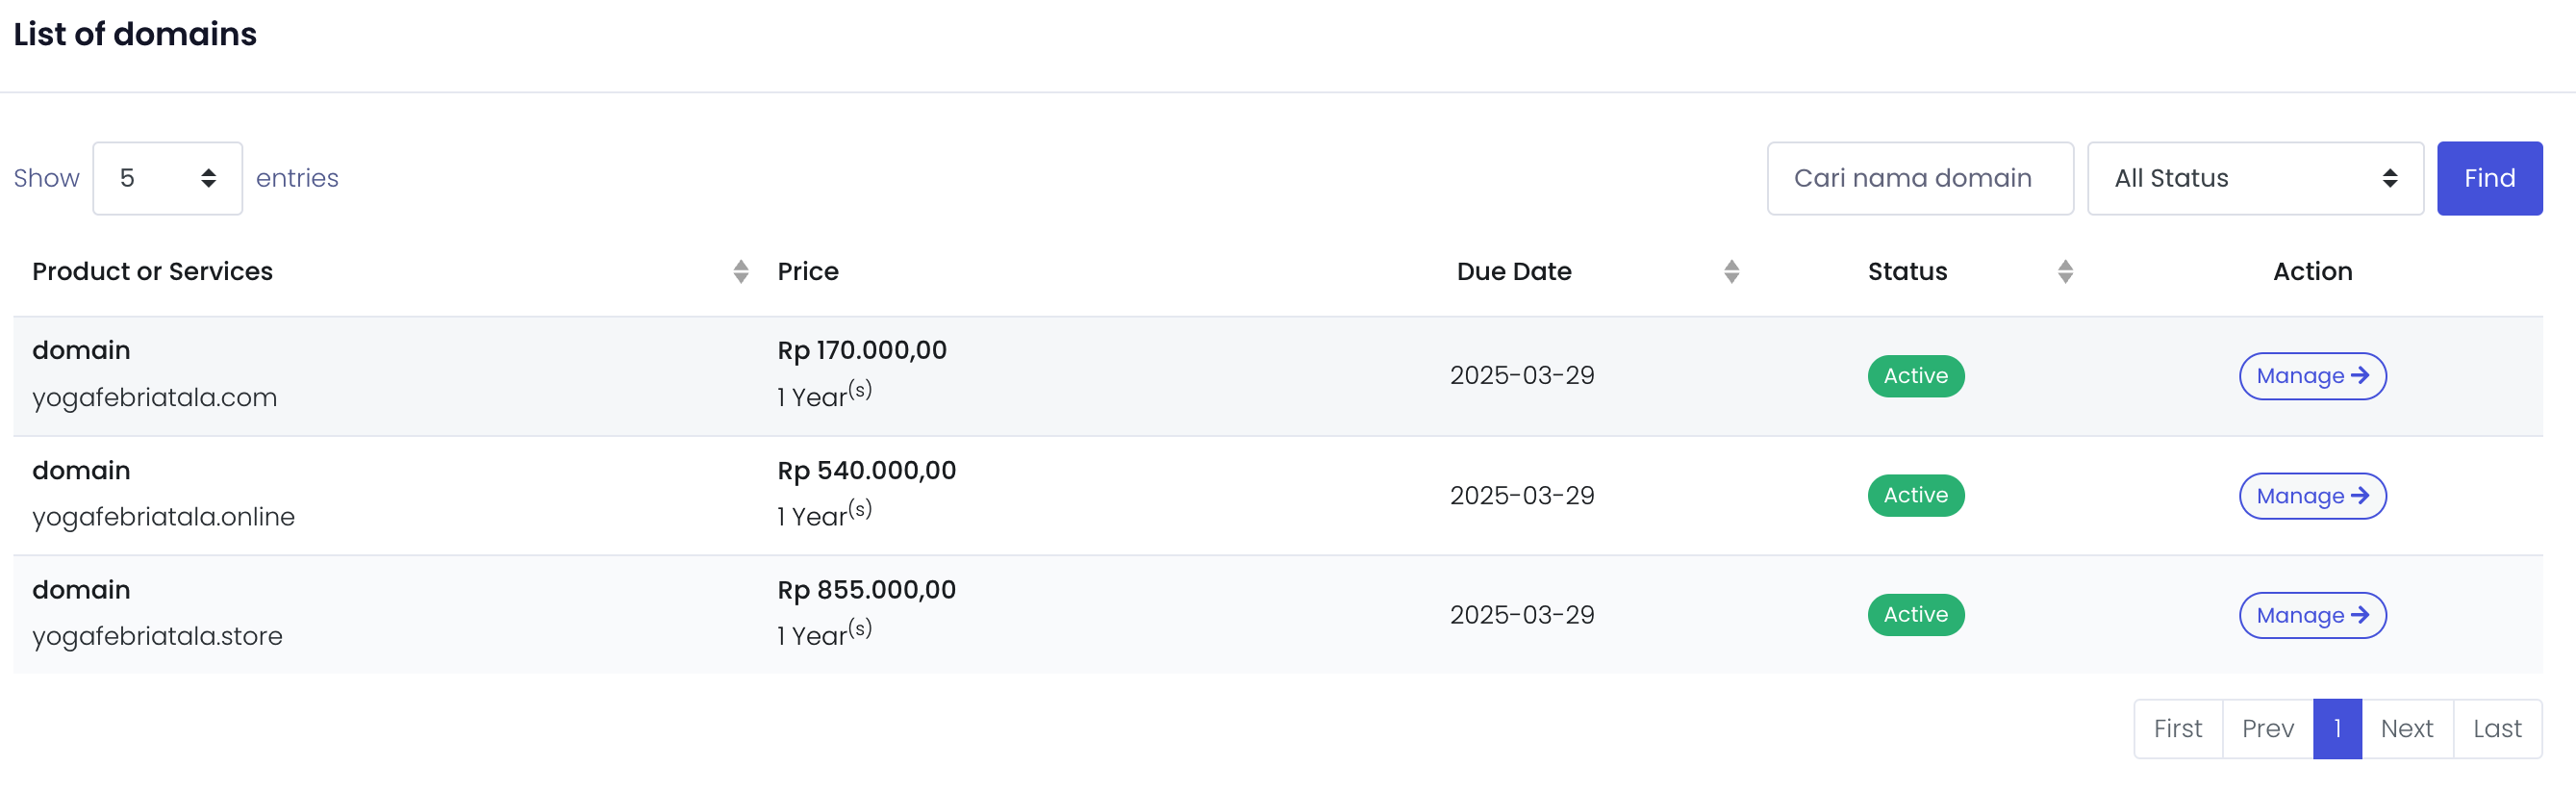 List of domains
Show 5 entries
Cari nama domain All Status Find
Product or Services Price Due Date Status Action
domain Rp 170.000,00
yogafebriatala.com 1 Year(s) 2025-03-29 Active Manage
domain Rp 540.000,00
yogafebriatala.online 1 Year(s) 2025-03-29 Active Manage
domain Rp 855.000,00
yogafebriatala.store 1 Year(s) 2025-03-29 Active Manage
First Prev 1 Next Last